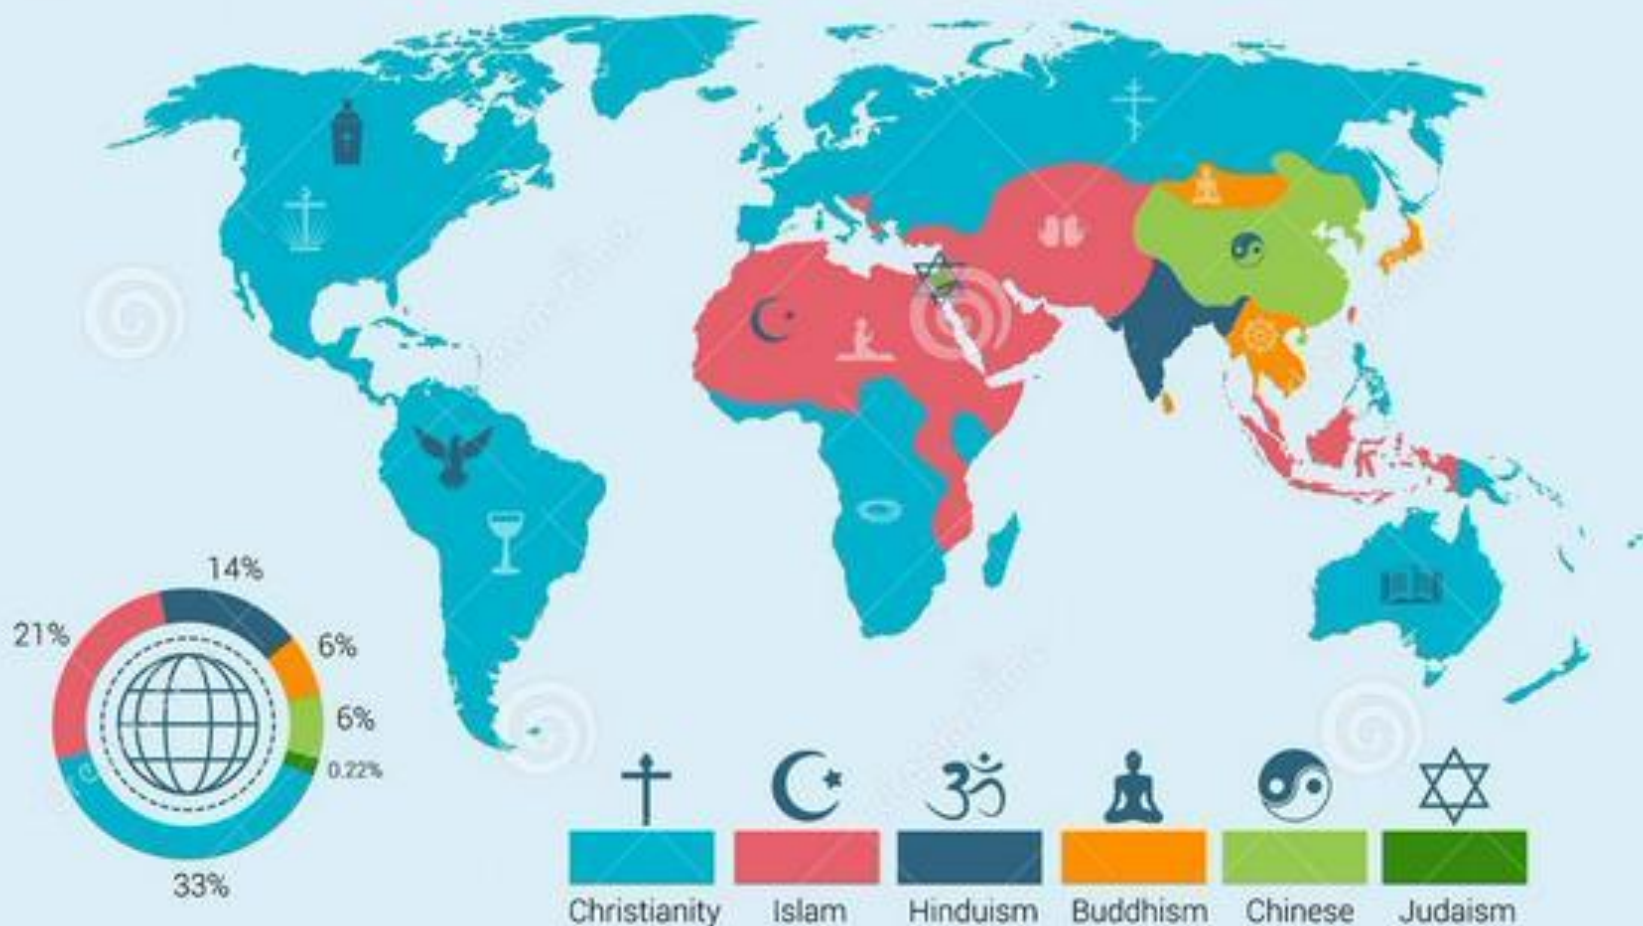 14%
21%
6%
6%
0.22%
33%
Christianity
Islam
Hinduism
Buddhism
Chinese
Judaism